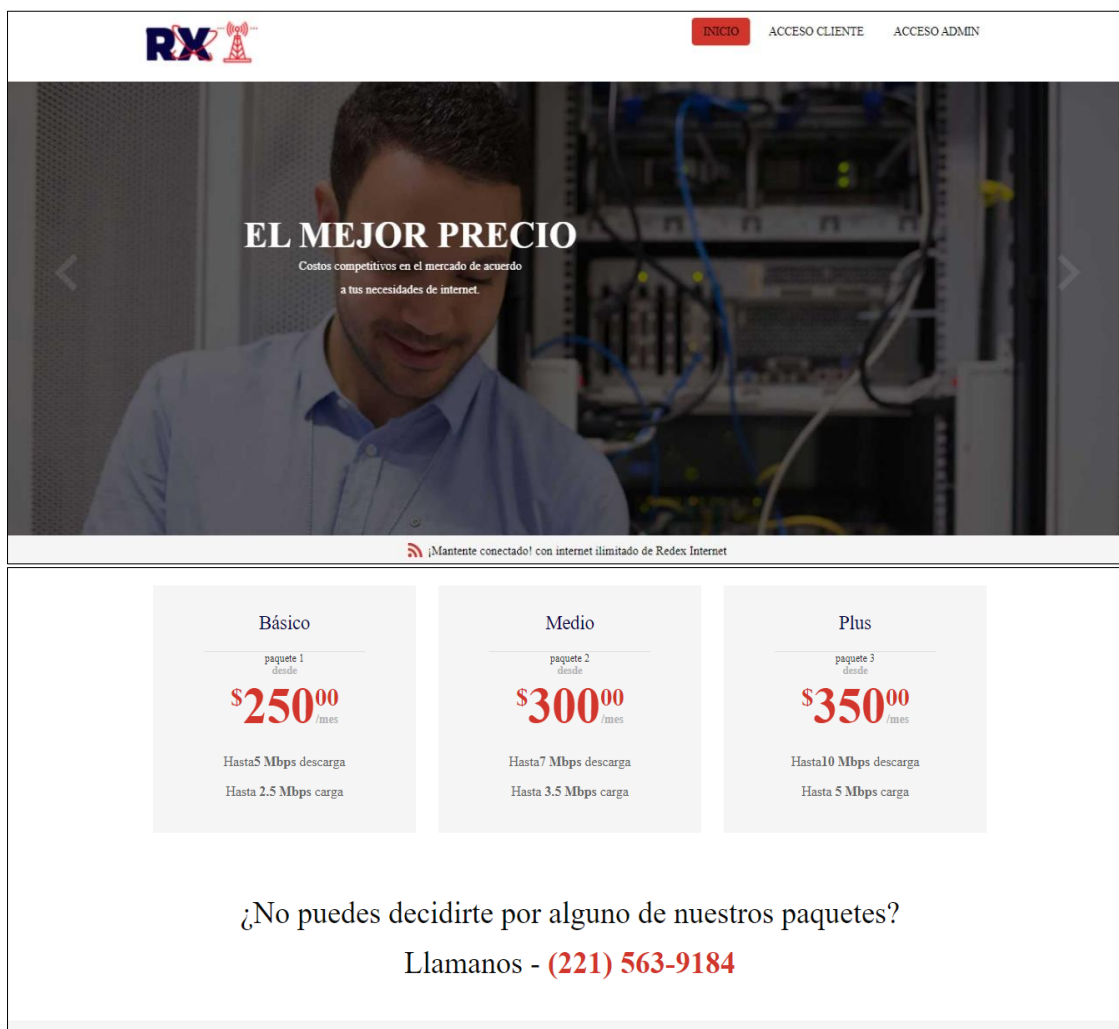 RX
INICIO ACCESO CLIENTE ACCESO ADMIN
EL MEJOR PRECIO
Costos competitivos en el mercado de acuerdo
a tus necesidades de internet.
¡Mantente conectado! con internet ilimitado de Redex Internet
Básico
paquete 1
desde
$25000
/mes
Hasta5 Mbps descarga
Hasta 2.5 Mbps carga
Medio
paquete 2
desde
$30000
/mes
Hasta7 Mbps descarga
Hasta 3.5 Mbps carga
Plus
paquete 3
desde
$35000
/mes
Hasta10 Mbps descarga
Hasta 5 Mbps carga
¿No puedes decidirte por alguno de nuestros paquetes?
Llamanos - (221) 563-9184